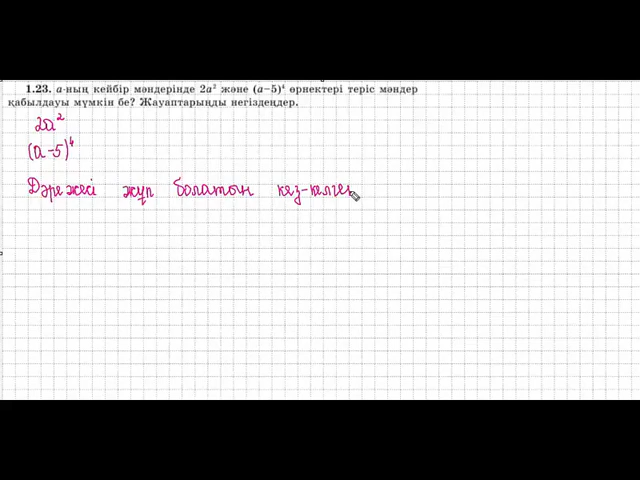 1.23. a-ның кейбір мәндерінде 2a² және (a−5)⁴ өрнектері теріс мәндер
қабылдауы мүмкін бе? Жауаптарыңды негіздеңдер.
2a²
(a-5)⁴
Дәрежесі жұп болатын кез-келген